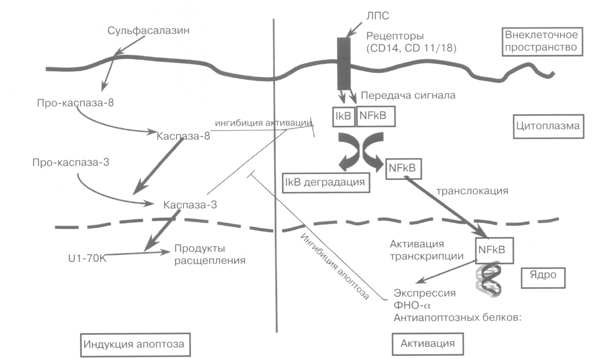 Сульфасалазин
Про-каспаза-8
ингибиция активации
Каспаза-8
Про-каспаза-3
Каспаза-3
U1-70K
Продукты
расщепления
Индукция апоптоза
ЛПС
Рецепторы
(CD14, CD 11/18)
Внеклеточное
пространство
Передача сигнала
IkB
NFkB
Цитоплазма
NFkB
IkB деградация
транслокация
Ингибиция апоптоза
Активация
транскрипции
NFkB
Ядро
Экспрессия
ФНО-α
Антиапоптозных белков:
Активация